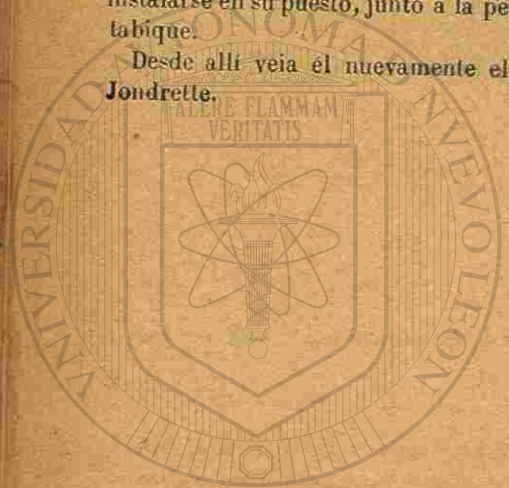 instalarse en su puesto, junto a la pe
tabique.
Desde allí veia él nuevamente el
Jondrette.
UNIVERSIDAD AUTONOMA DE NUEVO LEON
ALERE FLAMMAM
VERITATIS